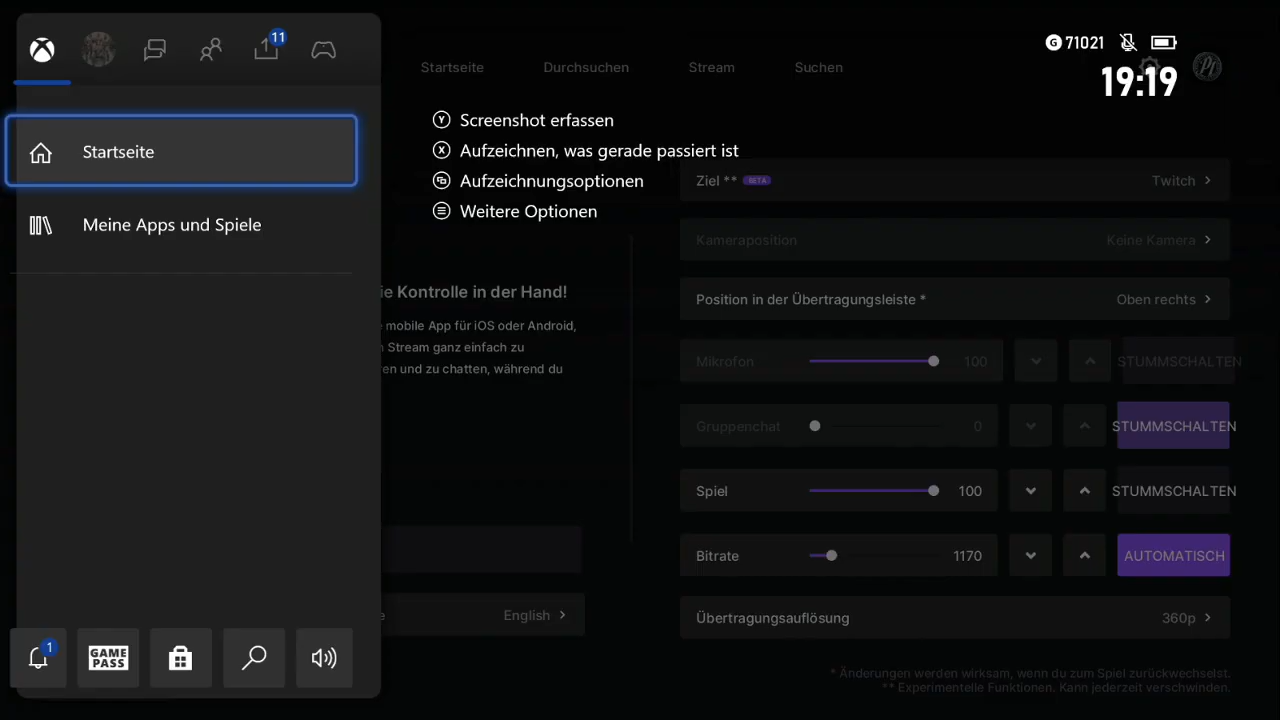 11
Startseite
Durchsuchen
Stream
Suchen
G 71021
19:19
Startseite
Meine Apps und Spiele
Y Screenshot erfassen
X Aufzeichnen, was gerade passiert ist
Aufzeichnungsoptionen
Weitere Optionen
ie Kontrolle in der Hand!
mobile App für iOS oder Android,
Stream ganz einfach zu
ren und zu chatten, während du
English
Ziel ** BETA Twitch
Kameraposition Keine Kamera
Position in der Übertragungsleiste * Oben rechts
Mikrofon 100 STUMMSCHALTEN
Gruppenchat 0 STUMMSCHALTEN
Spiel 100 STUMMSCHALTEN
Bitrate 1170 AUTOMATISCH
Übertragungsauflösung 360p
* Änderungen werden wirksam, wenn du zum Spiel zurückwechselst.
** Experimentelle Funktionen. Kann jederzeit verschwinden.
1
GAME
PASS